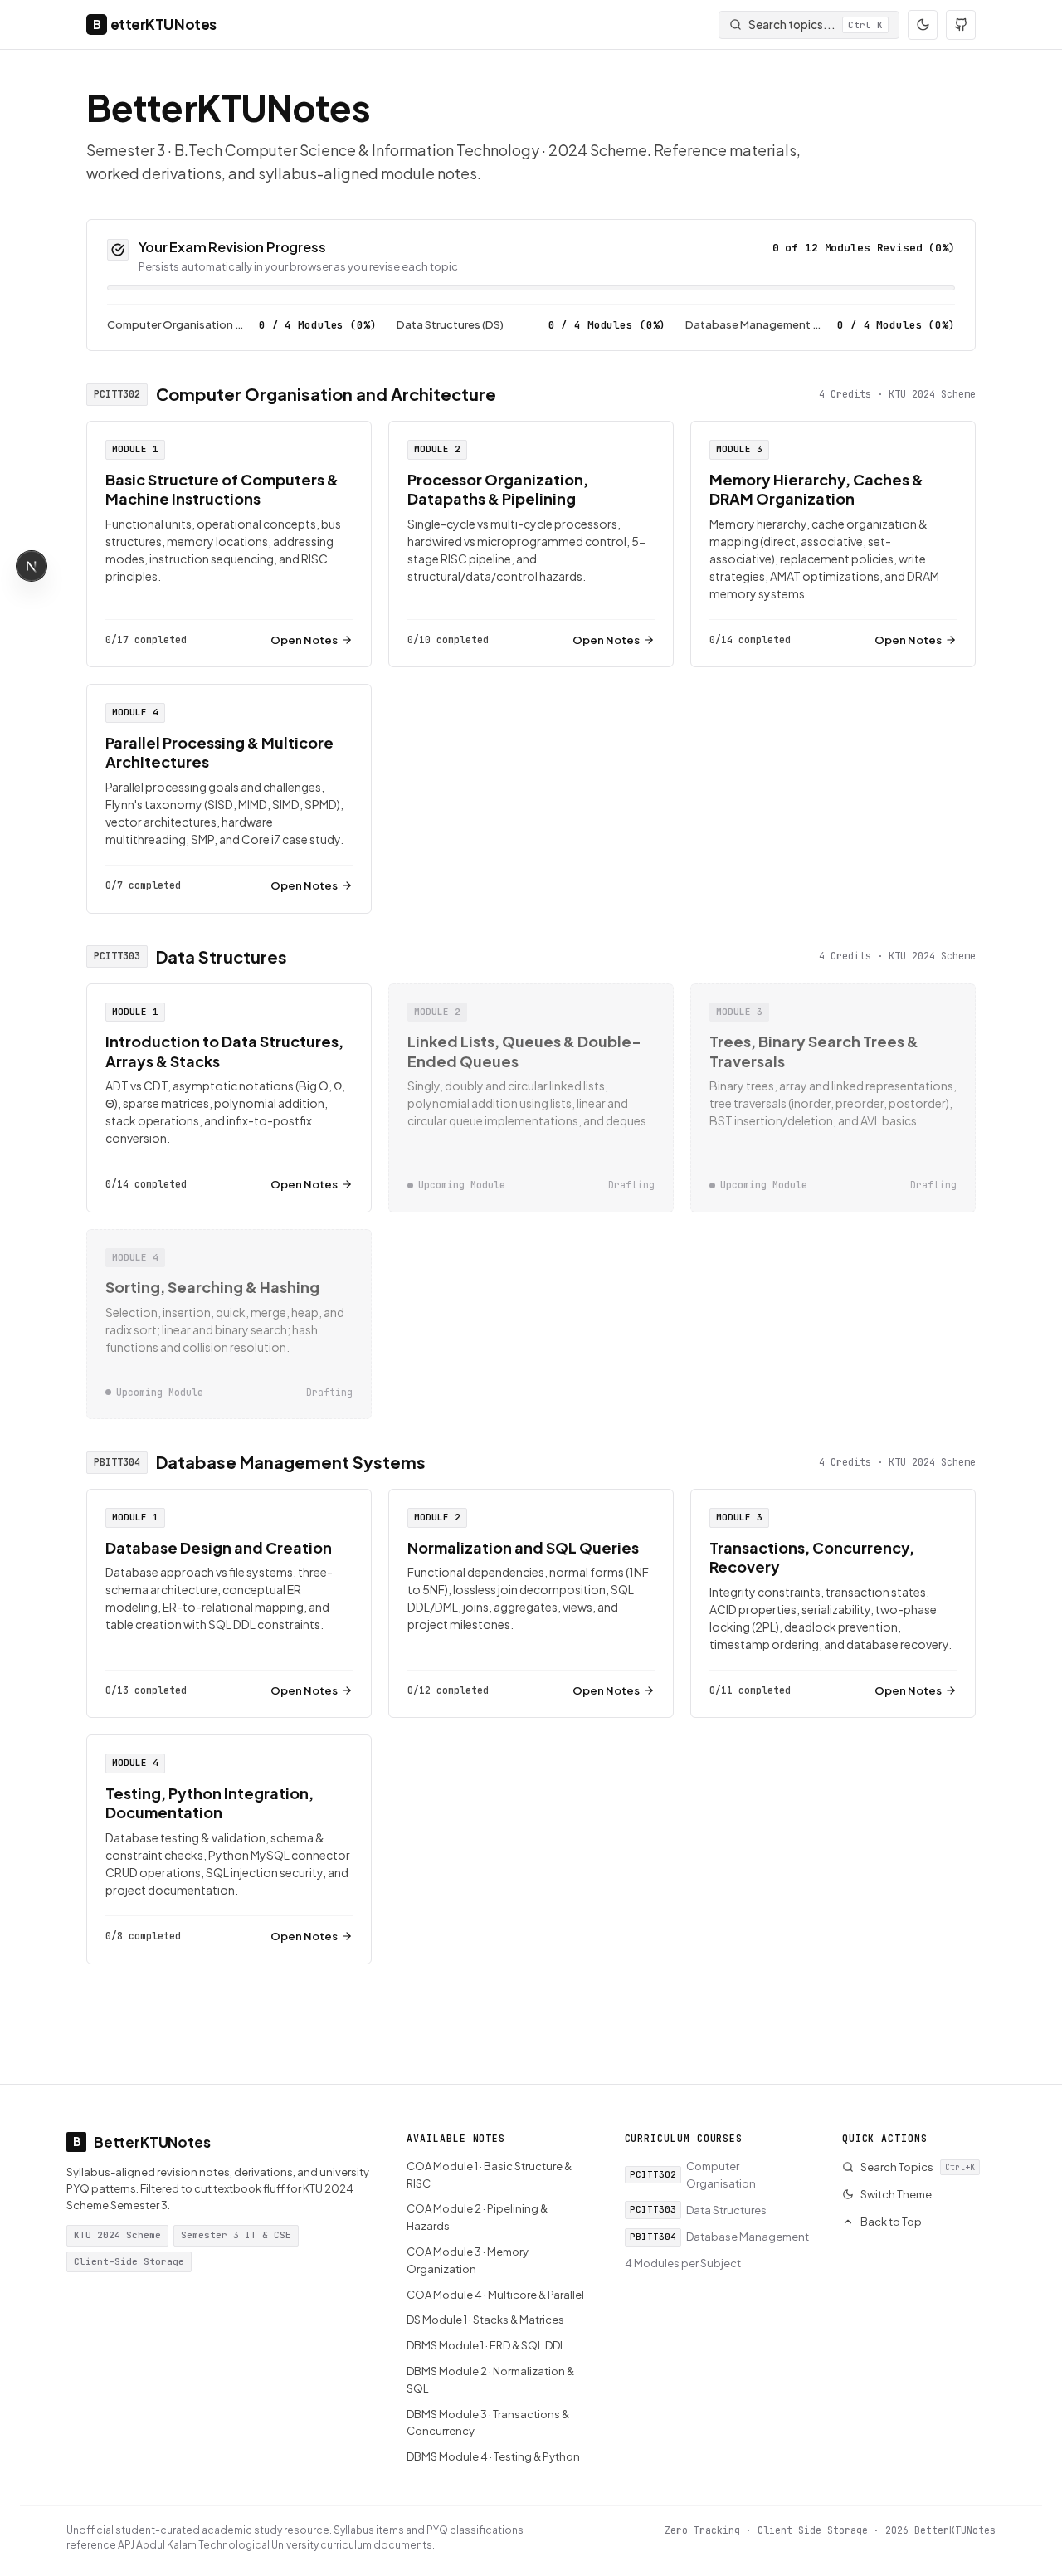 B etterKTUNotes
Search topics... Ctrl K
BetterKTUNotes
Semester 3 · B.Tech Computer Science & Information Technology · 2024 Scheme. Reference materials,
worked derivations, and syllabus-aligned module notes.
Your Exam Revision Progress
0 of 12 Modules Revised (0%)
Persists automatically in your browser as you revise each topic
Computer Organisation ... 0 / 4 Modules (0%)
Data Structures (DS) 0 / 4 Modules (0%)
Database Management ... 0 / 4 Modules (0%)
PCITT302 Computer Organisation and Architecture
4 Credits · KTU 2024 Scheme
MODULE 1
Basic Structure of Computers &
Machine Instructions
Functional units, operational concepts, bus
structures, memory locations, addressing
modes, instruction sequencing, and RISC
principles.
0/17 completed Open Notes →
MODULE 2
Processor Organization,
Datapaths & Pipelining
Single-cycle vs multi-cycle processors,
hardwired vs microprogrammed control, 5-
stage RISC pipeline, and
structural/data/control hazards.
0/10 completed Open Notes →
MODULE 3
Memory Hierarchy, Caches &
DRAM Organization
Memory hierarchy, cache organization &
mapping (direct, associative, set-
associative), replacement policies, write
strategies, AMAT optimizations, and DRAM
memory systems.
0/14 completed Open Notes →
MODULE 4
Parallel Processing & Multicore
Architectures
Parallel processing goals and challenges,
Flynn's taxonomy (SISD, MIMD, SIMD, SPMD),
vector architectures, hardware
multithreading, SMP, and Core i7 case study.
0/7 completed Open Notes →
PCITT303 Data Structures
4 Credits · KTU 2024 Scheme
MODULE 1
Introduction to Data Structures,
Arrays & Stacks
ADT vs CDT, asymptotic notations (Big O, Ω,
Θ), sparse matrices, polynomial addition,
stack operations, and infix-to-postfix
conversion.
0/14 completed Open Notes →
MODULE 2
Linked Lists, Queues & Double-
Ended Queues
Singly, doubly and circular linked lists,
polynomial addition using lists, linear and
circular queue implementations, and deques.
Upcoming Module Drafting
MODULE 3
Trees, Binary Search Trees &
Traversals
Binary trees, array and linked representations,
tree traversals (inorder, preorder, postorder),
BST insertion/deletion, and AVL basics.
Upcoming Module Drafting
MODULE 4
Sorting, Searching & Hashing
Selection, insertion, quick, merge, heap, and
radix sort; linear and binary search; hash
functions and collision resolution.
Upcoming Module Drafting
PBITT304 Database Management Systems
4 Credits · KTU 2024 Scheme
MODULE 1
Database Design and Creation
Database approach vs file systems, three-
schema architecture, conceptual ER
modeling, ER-to-relational mapping, and
table creation with SQL DDL constraints.
0/13 completed Open Notes →
MODULE 2
Normalization and SQL Queries
Functional dependencies, normal forms (1NF
to 5NF), lossless join decomposition, SQL
DDL/DML, joins, aggregates, views, and
project milestones.
0/12 completed Open Notes →
MODULE 3
Transactions, Concurrency,
Recovery
Integrity constraints, transaction states,
ACID properties, serializability, two-phase
locking (2PL), deadlock prevention,
timestamp ordering, and database recovery.
0/11 completed Open Notes →
MODULE 4
Testing, Python Integration,
Documentation
Database testing & validation, schema &
constraint checks, Python MySQL connector
CRUD operations, SQL injection security, and
project documentation.
0/8 completed Open Notes →
B BetterKTUNotes
Syllabus-aligned revision notes, derivations, and university
PYQ patterns. Filtered to cut textbook fluff for KTU 2024
Scheme Semester 3.
KTU 2024 Scheme Semester 3 IT & CSE
Client-Side Storage
AVAILABLE NOTES
COA Module 1 · Basic Structure &
RISC
COA Module 2 · Pipelining &
Hazards
COA Module 3 · Memory
Organization
COA Module 4 · Multicore & Parallel
DS Module 1 · Stacks & Matrices
DBMS Module 1 · ERD & SQL DDL
DBMS Module 2 · Normalization &
SQL
DBMS Module 3 · Transactions &
Concurrency
DBMS Module 4 · Testing & Python
CURRICULUM COURSES
PCITT302 Computer
Organisation
PCITT303 Data Structures
PBITT304 Database Management
4 Modules per Subject
QUICK ACTIONS
Search Topics Ctrl+K
Switch Theme
Back to Top
Unofficial student-curated academic study resource. Syllabus items and PYQ classifications
reference APJ Abdul Kalam Technological University curriculum documents.
Zero Tracking · Client-Side Storage · 2026 BetterKTUNotes